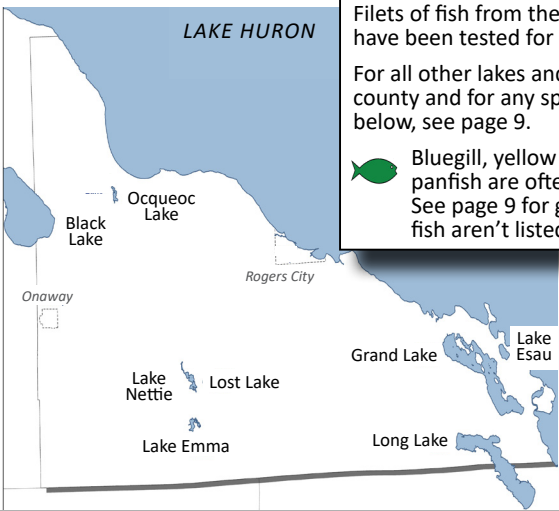 LAKE HURON
Filets of fish from the
have been tested for
For all other lakes and
county and for any sp
below, see page 9.
Bluegill, yellow
panfish are ofte
See page 9 for g
fish aren't listed
Ocqueoc
Lake
Black
Lake
Rogers City
Onaway
Grand Lake
Lake
Esau
Lake
Nettie
Lost Lake
Lake Emma
Long Lake